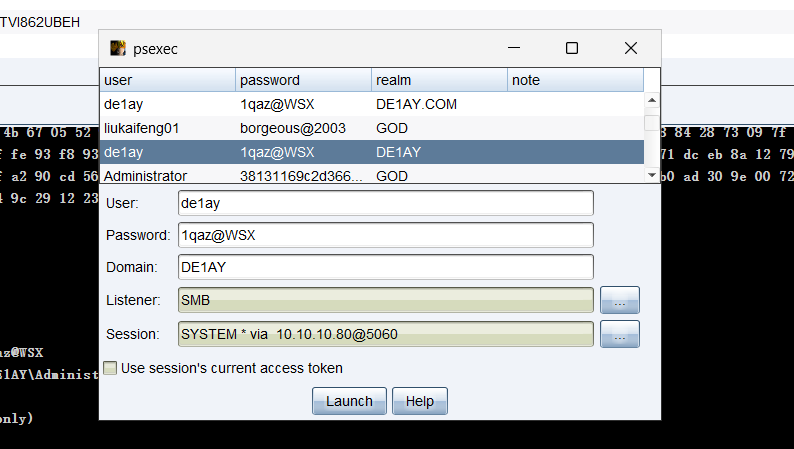 TVI862UBEH
psexec
user password realm note
de1ay 1qaz@WSX DE1AY.COM
4b 67 05 52
8 84 28 73 09 7f
liukaifeng01 borgeous@2003 GOD
f fe 93 f8 93
71 dc eb 8a 12 79
de1ay 1qaz@WSX DE1AY
f a2 90 cd 56
b0 ad 30 9e 00 72
Administrator 38131169c2d366... GOD
4 9c 29 12 23
User: de1ay
Password: 1qaz@WSX
Domain: DE1AY
Listener: SMB ...
Session: SYSTEM * via 10.10.10.80@5060 ...
az@WSX
E1AY\Administ
Use session's current access token
Launch Help
only)